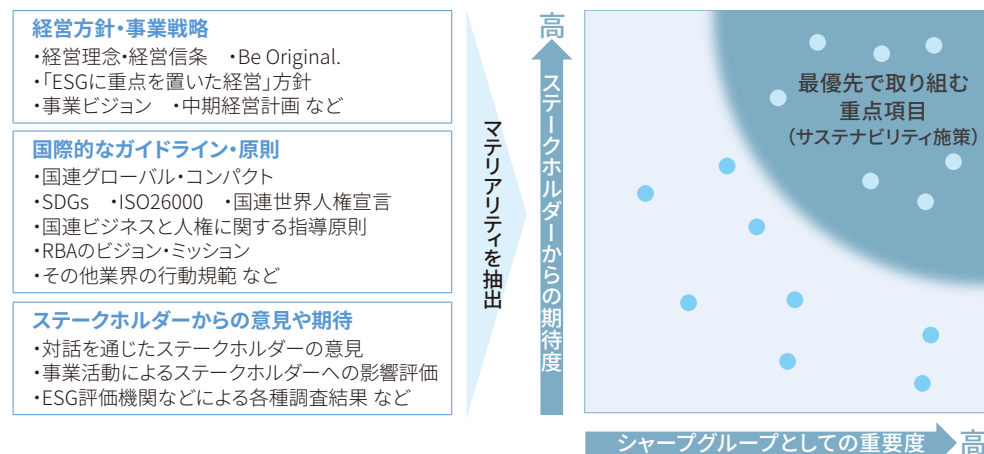 経営方針・事業戦略
・経営理念・経営信条　・Be Original.
・「ESGに重点を置いた経営」方針
・事業ビジョン　・中期経営計画 など
国際的なガイドライン・原則
・国連グローバル・コンパクト
・SDGs　・ISO26000　・国連世界人権宣言
・国連ビジネスと人権に関する指導原則
・RBAのビジョン・ミッション
・その他業界の行動規範 など
ステークホルダーからの意見や期待
・対話を通じたステークホルダーの意見
・事業活動によるステークホルダーへの影響評価
・ESG評価機関などによる各種調査結果 など
マテリアリティを抽出
高
ステークホルダーからの期待度
最優先で取り組む
重点項目
（サステナビリティ施策）
シャープグループとしての重要度
高